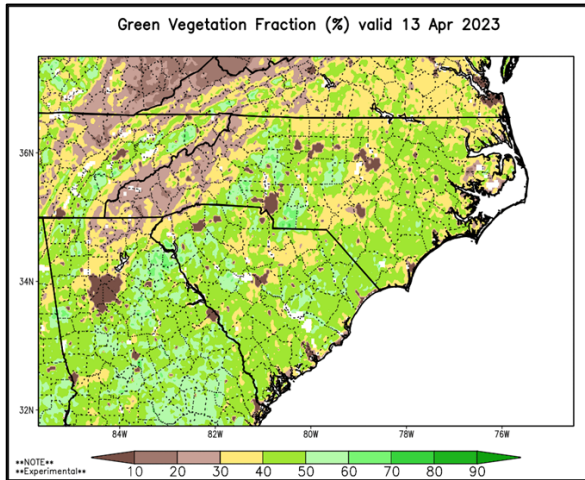 Green Vegetation Fraction (%) valid 13 Apr 2023
36N
34N
32N
84W 82W 80W 78W 76W
**NOTE**
**Experimental**
10 20 30 40 50 60 70 80 90